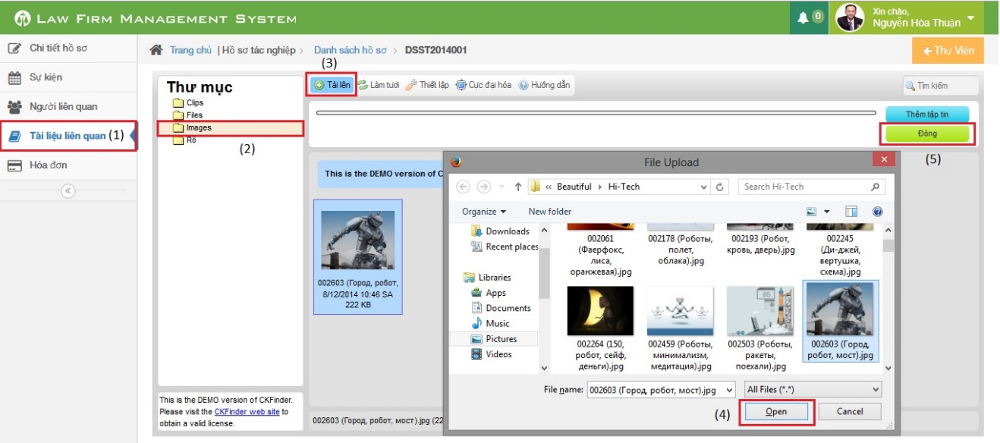 LAW FIRM MANAGEMENT SYSTEM
0
Xin chào,
Nguyễn Hòa Thuận
Chi tiết hồ sơ
Sự kiện
Người liên quan
Tài liệu liên quan (1)
Hóa đơn
Trang chủ | Hồ sơ tác nghiệp > Danh sách hồ sơ > DSST2014001
Thư Viện
(3)
Thư mục
Clips
Files
Images
Rổ
(2)
Tải lên Làm tươi Thiết lập Cực đại hóa Hướng dẫn
Tìm kiếm
Thêm tập tin
Đóng
(5)
This is the DEMO version of C
002603 (Город, робот,
8/12/2014 10:46 SA
222 KB
File Upload
« Beautiful Hi-Tech
Search Hi-Tech
Organize New folder
Downloads
Recent places
Libraries
Apps
Documents
Music
Pictures
Videos
002061
(Фаерфокс,
лиса,
оранжевая).jpg
002178 (Роботы,
полет,
облака).jpg
002193 (Робот,
кровь, дверь).jpg
002245
(Ди-джей,
вертушка,
схема).jpg
05
002264 (150,
робот, сейф,
деньги).jpg
002459 (Роботы,
минимализм,
медитация).jpg
002503 (Роботы,
ракеты,
поехали).jpg
002603 (Город,
робот, мост).jpg
File name: 002603 (Город, робот, мост).jpg All Files (*.*)
(4) Open Cancel
This is the DEMO version of CKFinder.
Please visit the CKFinder web site to
obtain a valid license.
002603 (Город, робот, мост).jpg (22